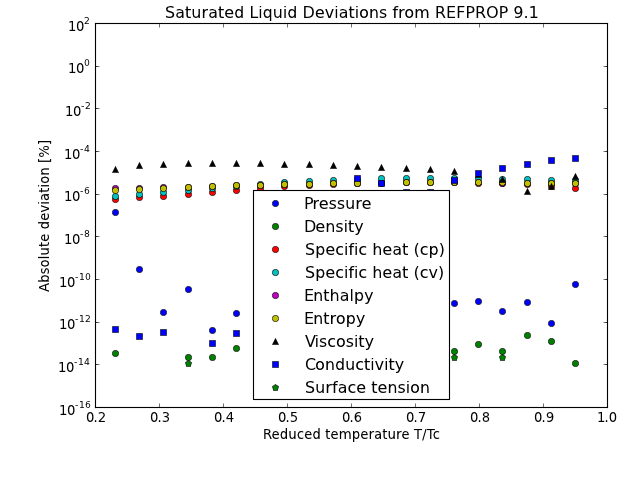 Saturated Liquid Deviations from REFPROP 9.1
Absolute deviation [%]
10^2
10^0
10^-2
10^-4
10^-6
10^-8
10^-10
10^-12
10^-14
10^-16
Pressure
Density
Specific heat (cp)
Specific heat (cv)
Enthalpy
Entropy
Viscosity
Conductivity
Surface tension
0.2 0.3 0.4 0.5 0.6 0.7 0.8 0.9 1.0
Reduced temperature T/Tc